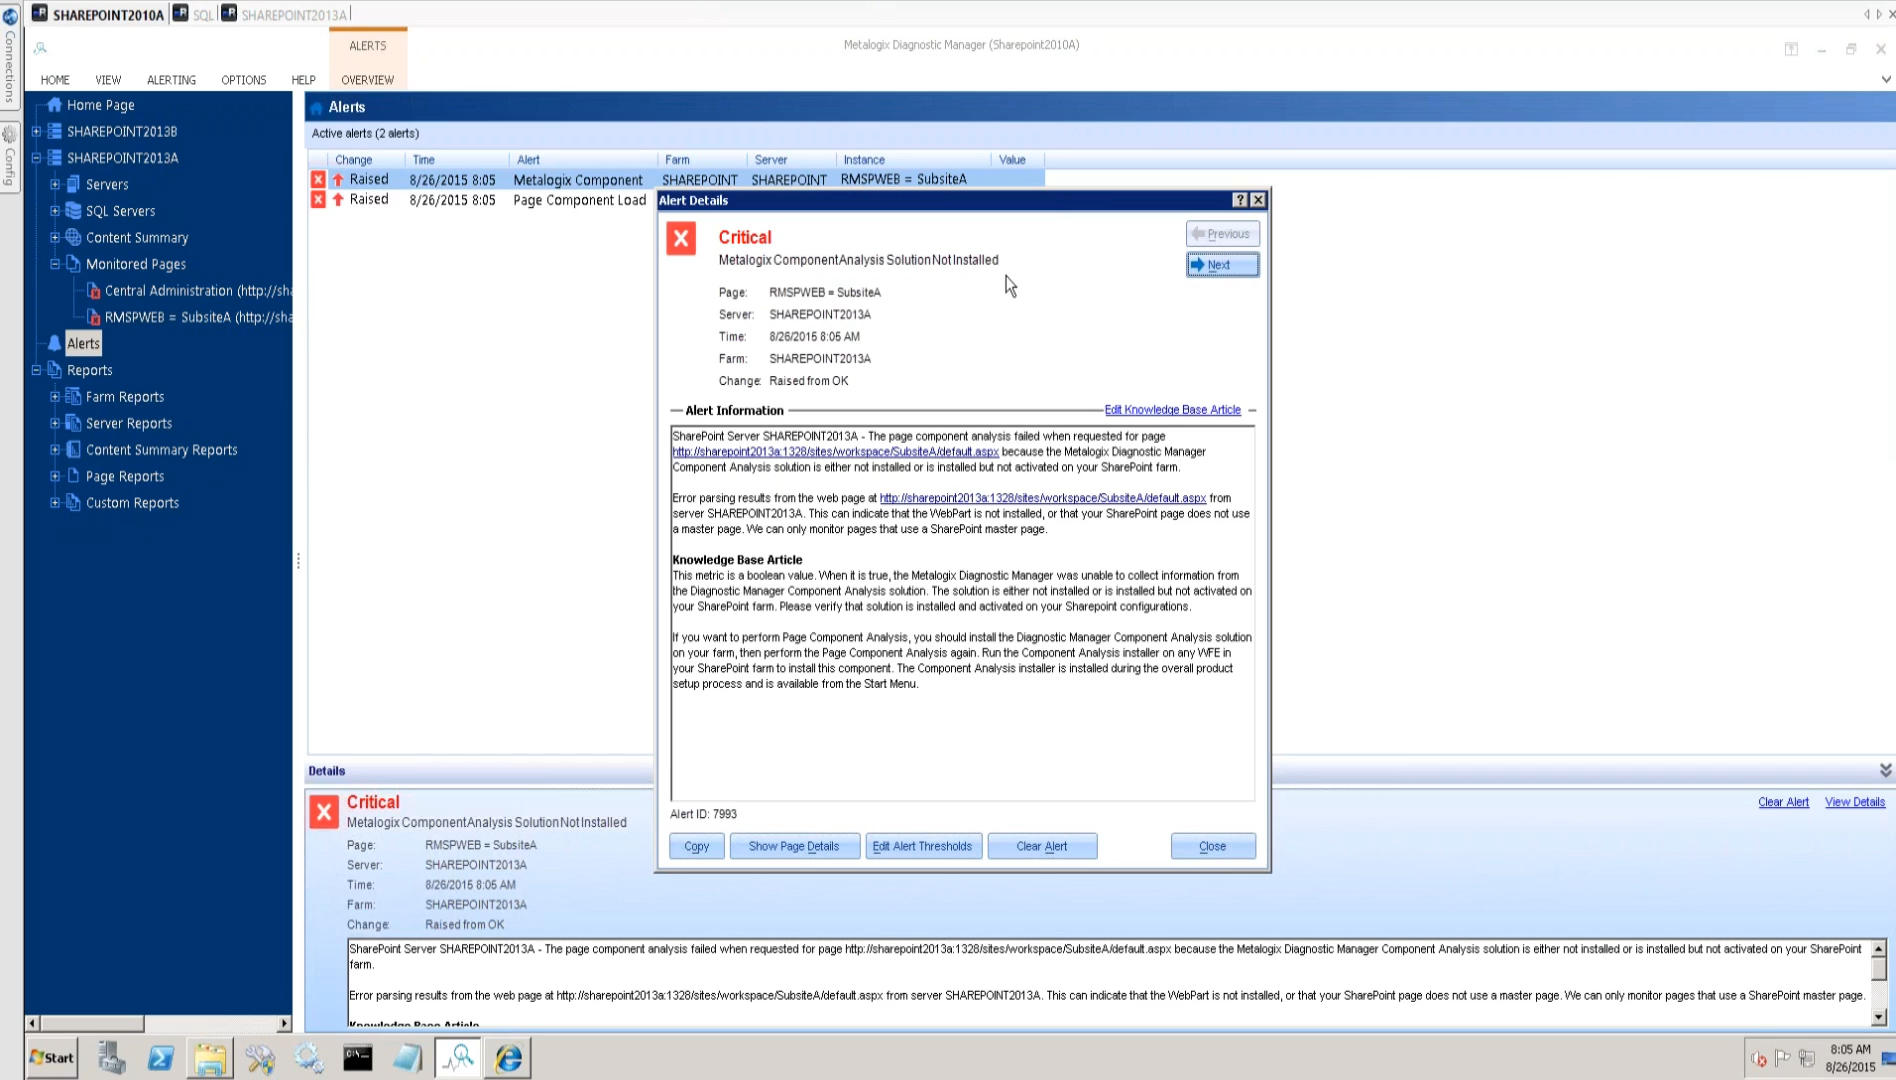 SHAREPOINT2010A
SQL
SHAREPOINT2013A
ALERTS
Metalogix Diagnostic Manager (Sharepoint2010A)
HOME
VIEW
ALERTING
OPTIONS
HELP
OVERVIEW
Connections
Config
Home Page
SHAREPOINT2013B
SHAREPOINT2013A
Servers
SQL Servers
Content Summary
Monitored Pages
Central Administration (http://sha
RMSPWEB = SubsiteA (http://sha
Alerts
Reports
Farm Reports
Server Reports
Content Summary Reports
Page Reports
Custom Reports
Alerts
Active alerts (2 alerts)
Change Time Alert Farm Server Instance Value
Raised 8/26/2015 8:05 Metalogix Component SHAREPOINT SHAREPOINT RMSPWEB = SubsiteA
Raised 8/26/2015 8:05 Page Component Load
Alert Details
Critical
Metalogix Component Analysis Solution Not Installed
Previous
Next
Page: RMSPWEB = SubsiteA
Server: SHAREPOINT2013A
Time: 8/26/2015 8:05 AM
Farm: SHAREPOINT2013A
Change: Raised from OK
Alert Information
Edit Knowledge Base Article
SharePoint Server SHAREPOINT2013A - The page component analysis failed when requested for page
http://sharepoint2013a:1328/sites/workspace/SubsiteA/default.aspx because the Metalogix Diagnostic Manager
Component Analysis solution is either not installed or is installed but not activated on your SharePoint farm.
Error parsing results from the web page at http://sharepoint2013a:1328/sites/workspace/SubsiteA/default.aspx from
server SHAREPOINT2013A. This can indicate that the WebPart is not installed, or that your SharePoint page does not use
a master page. We can only monitor pages that use a SharePoint master page.
Knowledge Base Article
This metric is a boolean value. When it is true, the Metalogix Diagnostic Manager was unable to collect information from
the Diagnostic Manager Component Analysis solution. The solution is either not installed or is installed but not activated on
your SharePoint farm. Please verify that solution is installed and activated on your Sharepoint configurations.
If you want to perform Page Component Analysis, you should install the Diagnostic Manager Component Analysis solution
on your farm, then perform the Page Component Analysis again. Run the Component Analysis installer on any WFE in
your SharePoint farm to install this component. The Component Analysis installer is installed during the overall product
setup process and is available from the Start Menu.
Alert ID: 7993
Copy
Show Page Details
Edit Alert Thresholds
Clear Alert
Close
Details
Critical
Metalogix Component Analysis Solution Not Installed
Clear Alert
View Details
Page: RMSPWEB = SubsiteA
Server: SHAREPOINT2013A
Time: 8/26/2015 8:05 AM
Farm: SHAREPOINT2013A
Change: Raised from OK
SharePoint Server SHAREPOINT2013A - The page component analysis failed when requested for page http://sharepoint2013a:1328/sites/workspace/SubsiteA/default.aspx because the Metalogix Diagnostic Manager Component Analysis solution is either not installed or is installed but not activated on your SharePoint
farm.
Error parsing results from the web page at http://sharepoint2013a:1328/sites/workspace/SubsiteA/default.aspx from server SHAREPOINT2013A. This can indicate that the WebPart is not installed, or that your SharePoint page does not use a master page. We can only monitor pages that use a SharePoint master page.
Knowledge Base Article
Start
8:05 AM
8/26/2015